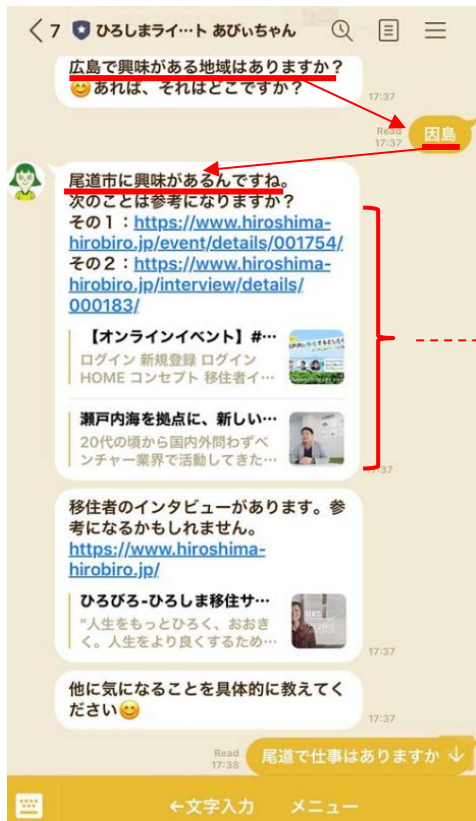 7 ひろしまライ…ト あびぃちゃん
広島で興味がある地域はありますか？
😊あれば、それはどこですか？
17:37
Read
17:37
因島
尾道市に興味があるんですね。
次のことは参考になりますか？
その1：https://www.hiroshima-
hirobiro.jp/event/details/001754/
その2：https://www.hiroshima-
hirobiro.jp/interview/details/
000183/
【オンラインイベント】#…
ログイン 新規登録 ログイン
HOME コンセプト 移住者イ…
瀬戸内海を拠点に、新しい…
20代の頃から国内外問わずベ
ンチャー業界で活動してきた…
17:37
移住者のインタビューがあります。参
考になるかもしれません。
https://www.hiroshima-
hirobiro.jp/
ひろびろ-ひろしま移住サ…
"人生をもっとひろく、おおき
く。人生をより良くするため…
17:37
他に気になることを具体的に教えてく
ださい😊
17:37
Read
17:38
尾道で仕事はありますか
←文字入力 メニュー